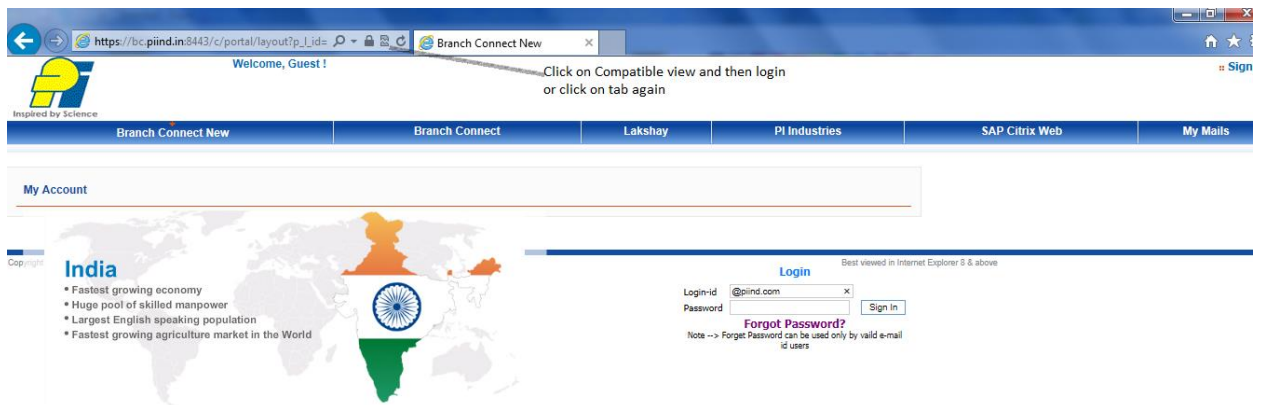 https://bc.piind.in:8443/c/portal/layout?p_l_id=
Branch Connect New
Welcome, Guest !
Click on Compatible view and then login
or click on tab again
Sign
Inspired by Science
Branch Connect New
Branch Connect
Lakshay
PI Industries
SAP Citrix Web
My Mails
My Account
Copyright
Best viewed in Internet Explorer 8 & above
India
• Fastest growing economy
• Huge pool of skilled manpower
• Largest English speaking population
• Fastest growing agriculture market in the World
Login
Login-id @piind.com
Password Sign In
Forgot Password?
Note --> Forget Password can be used only by vaild e-mail
id users